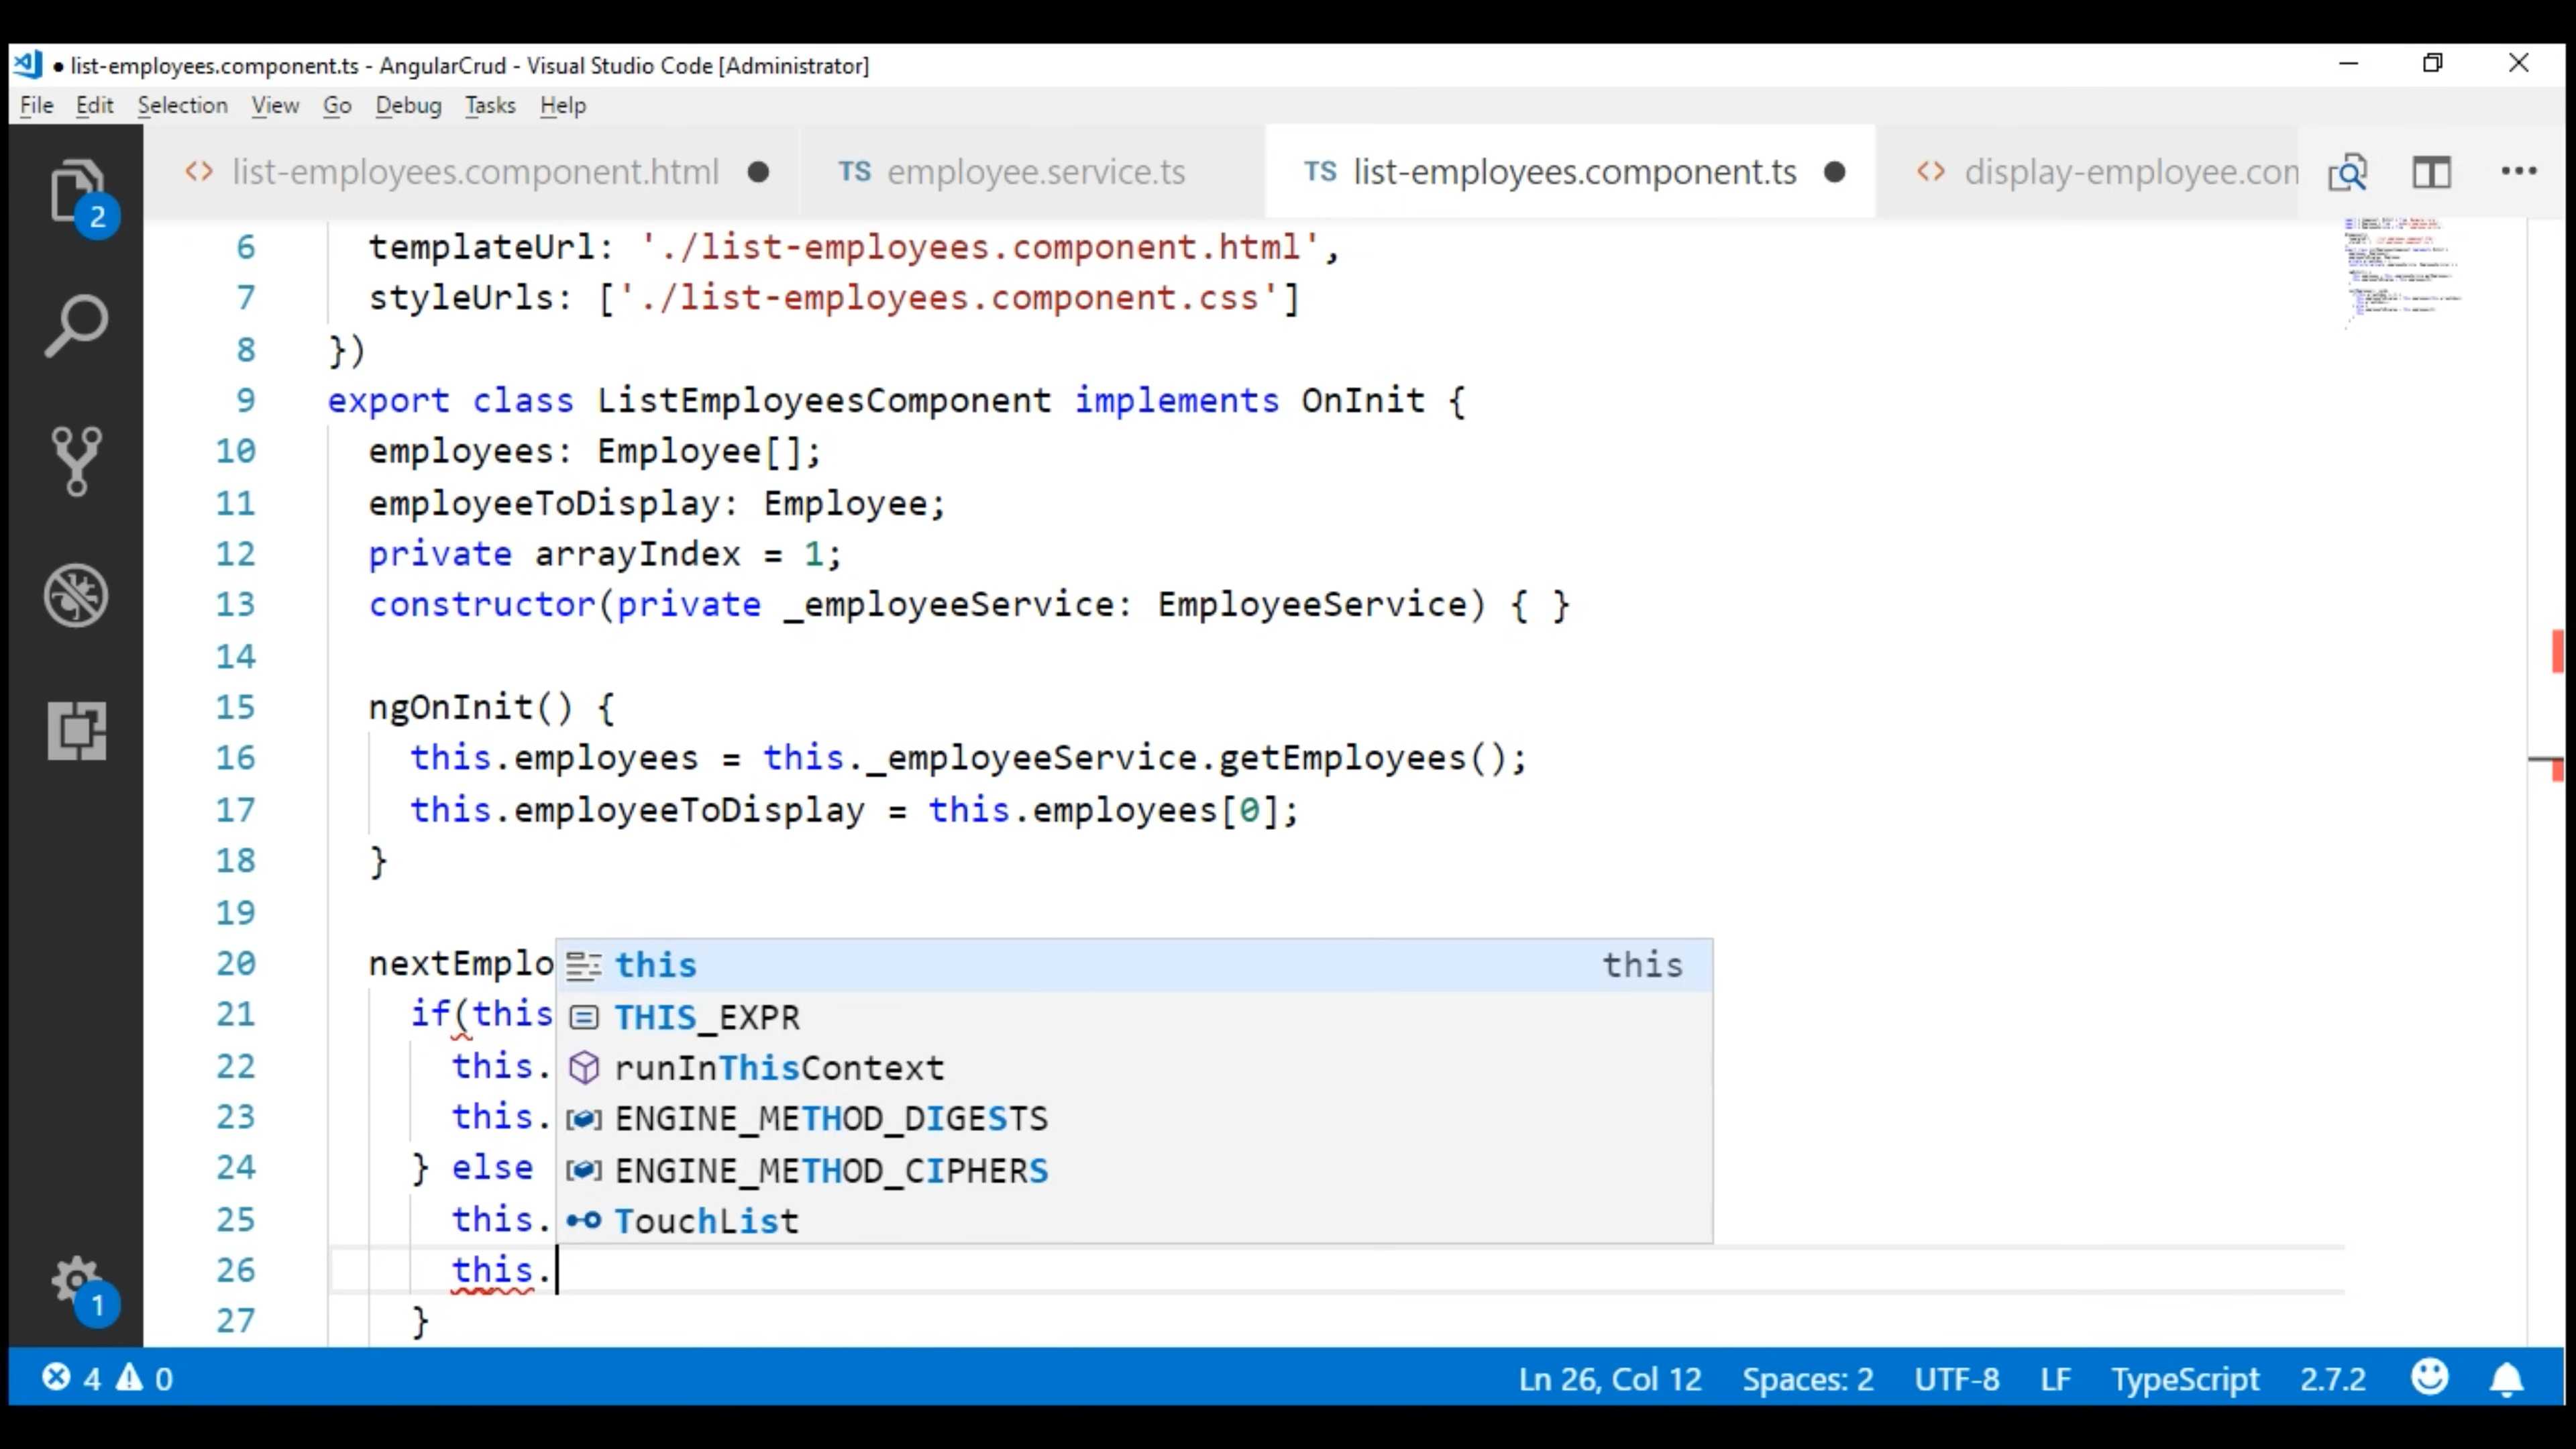 list-employees.component.ts - AngularCrud - Visual Studio Code [Administrator]
File Edit Selection View Go Debug Tasks Help
list-employees.component.html TS employee.service.ts TS list-employees.component.ts display-employee.con
2
6 templateUrl: './list-employees.component.html',
7 styleUrls: ['./list-employees.component.css']
8 })
9 export class ListEmployeesComponent implements OnInit {
10 employees: Employee[];
11 employeeToDisplay: Employee;
12 private arrayIndex = 1;
13 constructor(private _employeeService: EmployeeService) { }
14
15 ngOnInit() {
16 this.employees = this._employeeService.getEmployees();
17 this.employeeToDisplay = this.employees[0];
18 }
19
20 nextEmplo this this
21 if(this THIS_EXPR
22 this. runInThisContext
23 this. ENGINE_METHOD_DIGESTS
24 } else ENGINE_METHOD_CIPHERS
25 this. TouchList
26 this.
1
27 }
4 0 Ln 26, Col 12 Spaces: 2 UTF-8 LF TypeScript 2.7.2